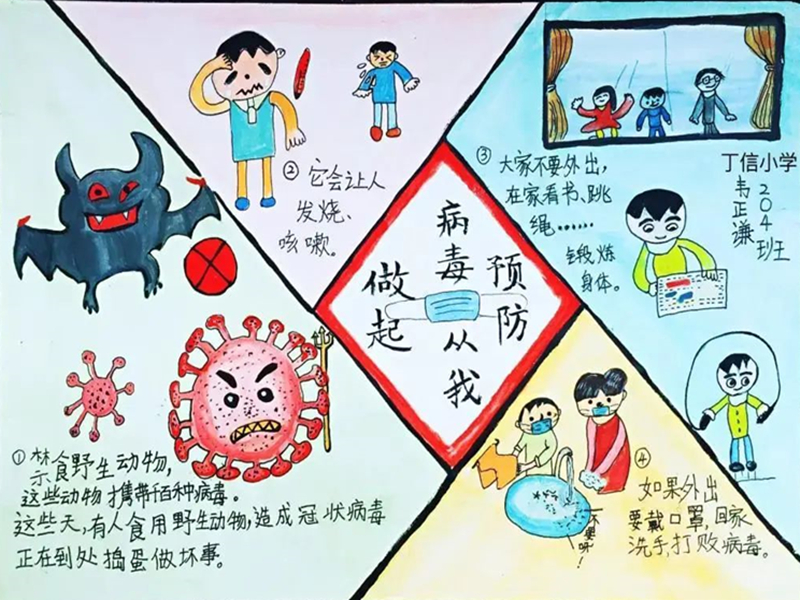 预防
病毒从我
做起
①禁食野生动物,
这些动物携带种病毒。
这些天,有人食用野生动物,造成冠状病毒
正在到处捣蛋做坏事。
②它会让人
发烧、
咳嗽。
③大家不要外出,
在家看书、跳
绳……
锻炼
身体。
丁信小学
204班
韦正谦
④如果外出
要戴口罩,回家
洗手,打败病毒。
不要呀!